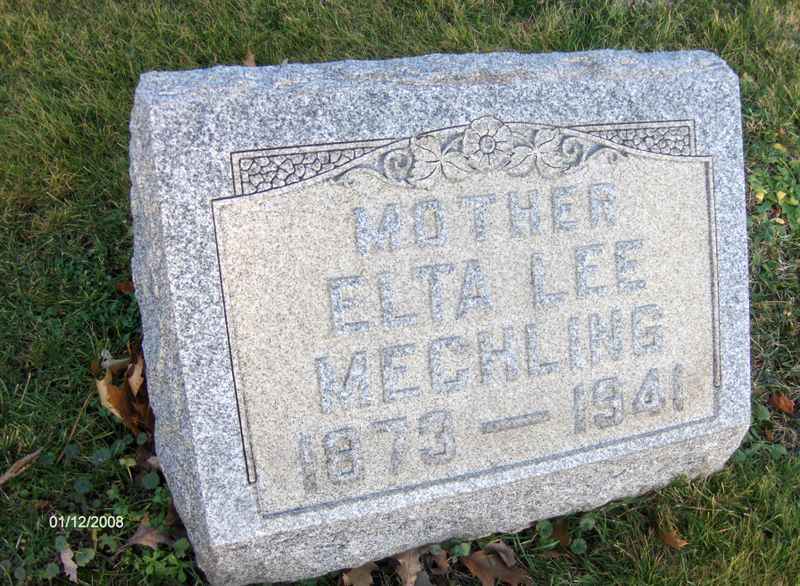 MOTHER
ELTA LEE
MECHLING
1873 — 1941
01/12/2008